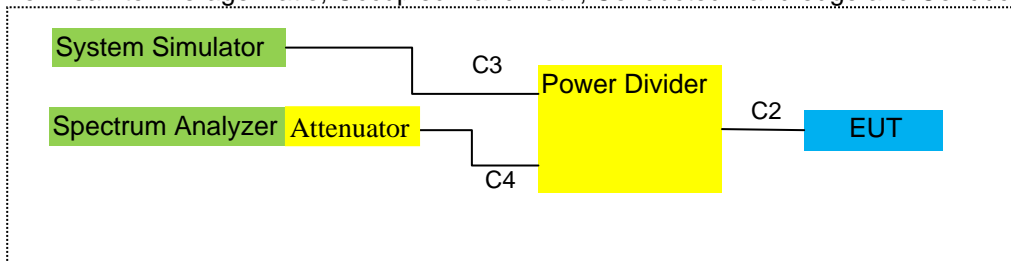 System Simulator
C3
Power Divider
C2
EUT
Spectrum Analyzer Attenuator
C4